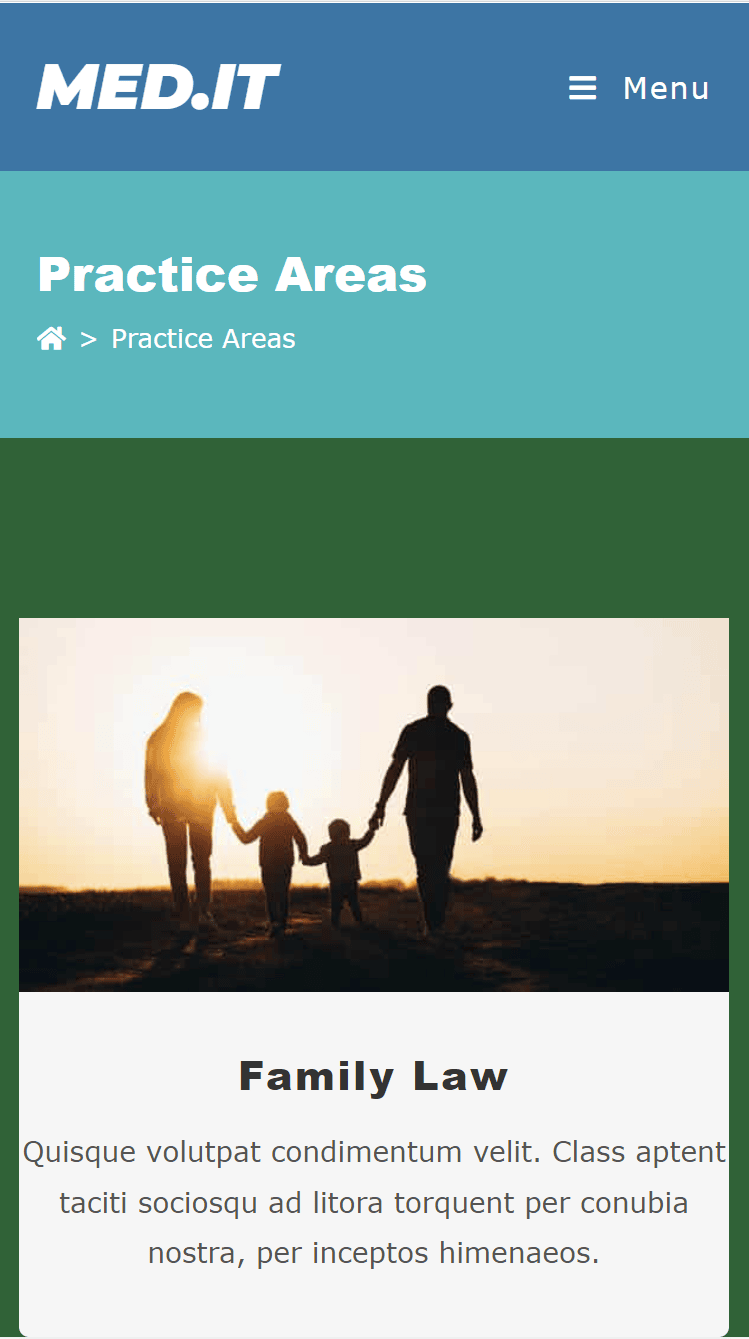 MED.IT
Menu
Practice Areas
> Practice Areas
Family Law
Quisque volutpat condimentum velit. Class aptent
taciti sociosqu ad litora torquent per conubia
nostra, per inceptos himenaeos.